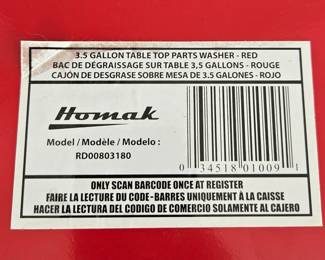 3.5 GALLON TABLE TOP PARTS WASHER - RED
BAC DE DÉGRAISSAGE SUR TABLE 3,5 GALLONS - ROUGE
CAJÓN DE DESGRASE SOBRE MESA DE 3.5 GALONES - ROJO
Homak
Model / Modèle / Modelo :
RD00803180
0 34518 01009 1
ONLY SCAN BARCODE ONCE AT REGISTER
FAIRE LA LECTURE DU CODE-BARRES UNIQUEMENT À LA CAISSE
HACER LA LECTURA DEL CODIGO DE COMERCIO SOLAMENTE AL CAJERO